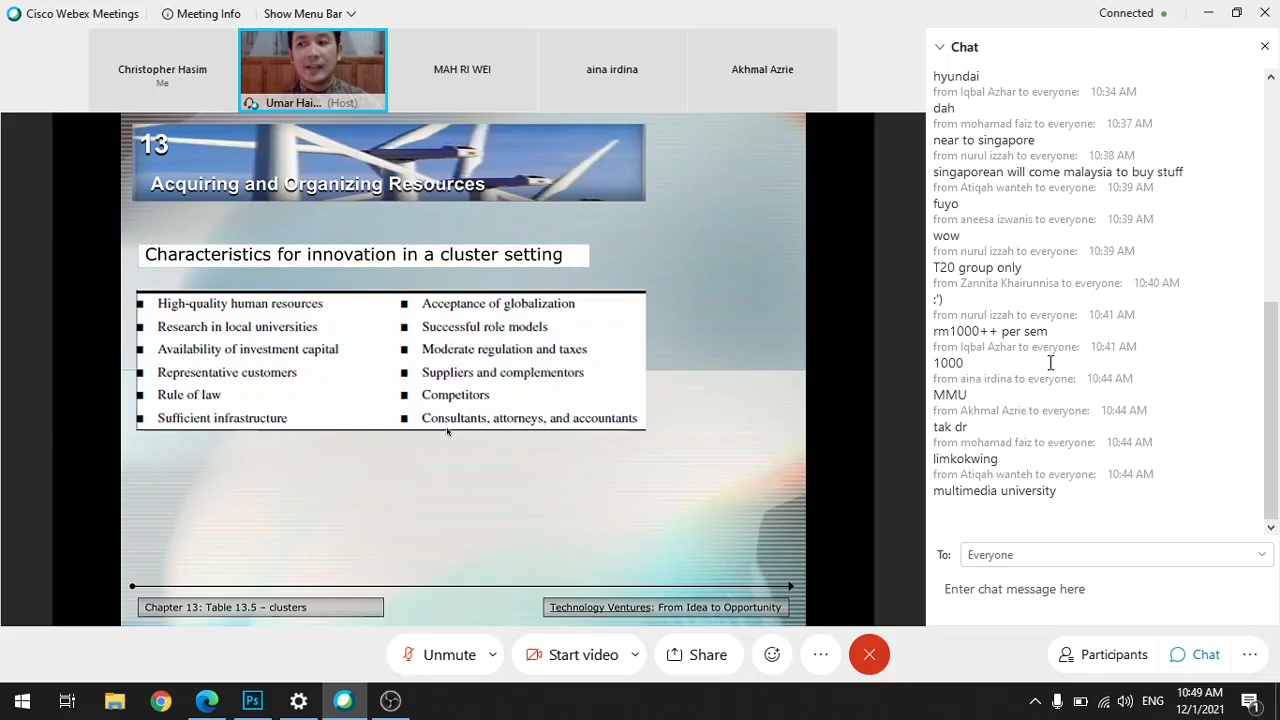 Cisco Webex Meetings
Meeting Info
Show Menu Bar
Connected
Christopher Hasim
Me
Umar Hai... (Host)
MAH RI WEI
aina irdina
Akhmal Azrie
13
Acquiring and Organizing Resources
Characteristics for innovation in a cluster setting
High-quality human resources
Research in local universities
Availability of investment capital
Representative customers
Rule of law
Sufficient infrastructure
Acceptance of globalization
Successful role models
Moderate regulation and taxes
Suppliers and complementors
Competitors
Consultants, attorneys, and accountants
Chapter 13: Table 13.5 – clusters
Technology Ventures: From Idea to Opportunity
Chat
hyundai
from Iqbal Azhar to everyone: 10:34 AM
dah
from mohamad faiz to everyone: 10:37 AM
near to singapore
from nurul izzah to everyone: 10:38 AM
singaporean will come malaysia to buy stuff
from Atiqah wanteh to everyone: 10:39 AM
fuyo
from aneesa izwanis to everyone: 10:39 AM
wow
from nurul izzah to everyone: 10:39 AM
T20 group only
from Zannita Khairunnisa to everyone: 10:40 AM
:')
from nurul izzah to everyone: 10:41 AM
rm1000++ per sem
from Iqbal Azhar to everyone: 10:41 AM
1000
from aina irdina to everyone: 10:44 AM
MMU
from Akhmal Azrie to everyone: 10:44 AM
tak dr
from mohamad faiz to everyone: 10:44 AM
limkokwing
from Atiqah wanteh to everyone: 10:44 AM
multimedia university
To: Everyone
Enter chat message here
Unmute
Start video
Share
Participants
Chat
Ps
ENG
10:49 AM
12/1/2021
1